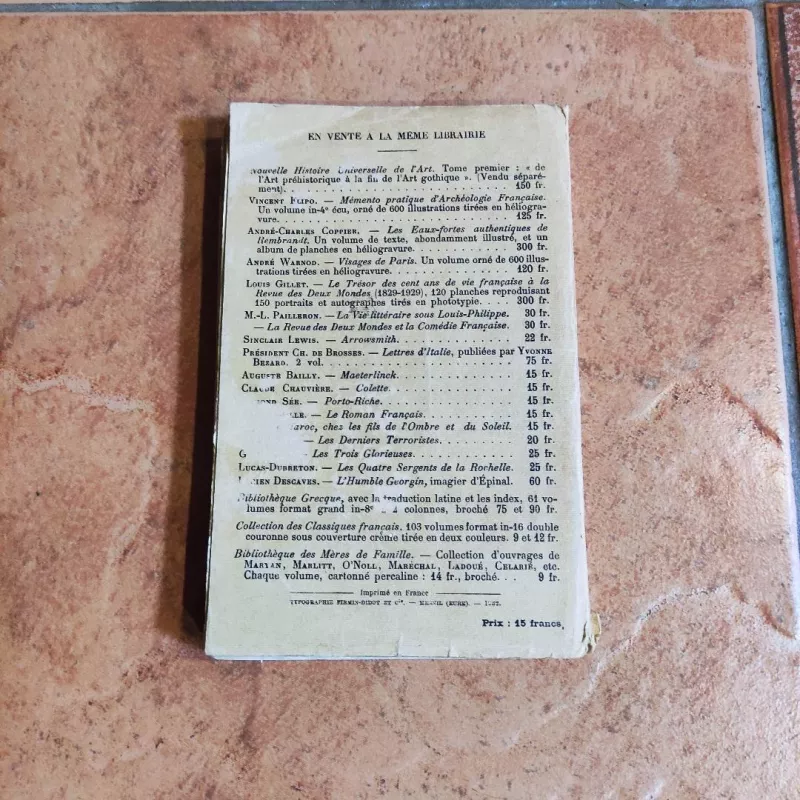 EN VENTE A LA MÊME LIBRAIRIE
Nouvelle Histoire Universelle de l'Art. Tome premier : « de
l'Art préhistorique à la fin de l'Art gothique ». (Vendu séparé-
ment). . . . . . . . . . . . . . . . . . . . 150 fr.
VINCENT FLIPO. — Mémento pratique d'Archéologie Française.
Un volume in-4° écu, orné de 600 illustrations tirées en héliogra-
vure. . . . . . . . . . . . . . . . . . . . 125 fr.
ANDRÉ-CHARLES COPPIER. — Les Eaux-fortes authentiques de
Rembrandt. Un volume de texte, abondamment illustré, et un
album de planches en héliogravure. . . . . . . . . 300 fr.
ANDRÉ WARNOD. — Visages de Paris. Un volume orné de 600 illus-
trations tirées en héliogravure. . . . . . . . . . 120 fr.
LOUIS GILLET. — Le Trésor des cent ans de vie française à la
Revue des Deux Mondes (1829-1929), 120 planches reproduisant
150 portraits et autographes tirés en phototypie. . . . 300 fr.
M.-L. PAILLERON. — La Vie littéraire sous Louis-Philippe. 30 fr.
— La Revue des Deux Mondes et la Comédie Française. 30 fr.
SINCLAIR LEWIS. — Arrowsmith. . . . . . . . . . 22 fr.
PRÉSIDENT CH. DE BROSSES. — Lettres d'Italie, publiées par YVONNE
BEZARD. 2 vol. . . . . . . . . . . . . . . . 75 fr.
AUGUSTE BAILLY. — Maeterlinck. . . . . . . . . . 15 fr.
CLAUDE CHAUVIÈRE. — Colette. . . . . . . . . . 15 fr.
OND SÉE. — Porto-Riche. . . . . . . . . . 15 fr.
LLE. — Le Roman Français. . . . . . . . 15 fr.
aroc, chez les fils de l'Ombre et du Soleil. 15 fr.
— Les Derniers Terroristes. . . . . . . . 20 fr.
G — Les Trois Glorieuses. . . . . . . . . 25 fr.
LUCAS-DUBRETON. — Les Quatre Sergents de la Rochelle. 25 fr.
CIEN DESCAVES. — L'Humble Georgin, imagier d'Épinal. 60 fr.
Bibliothèque Grecque, avec la traduction latine et les index, 61 vo-
lumes format grand in-8° à 2 colonnes, broché 75 et 90 fr.
Collection des Classiques français. 103 volumes format in-16 double
couronne sous couverture crème tirée en deux couleurs. 9 et 12 fr.
Bibliothèque des Mères de Famille. — Collection d'ouvrages de
MARYAN, MARLITT, O'NOLL, MARÉCHAL, LADOUÉ, CELARIÉ, etc.
Chaque volume, cartonné percaline : 14 fr., broché. . . 9 fr.
Imprimé en France
TYPOGRAPHIE FIRMIN-DIDOT ET Cie. — MESNIL (EURE). — 
Prix : 15 francs.